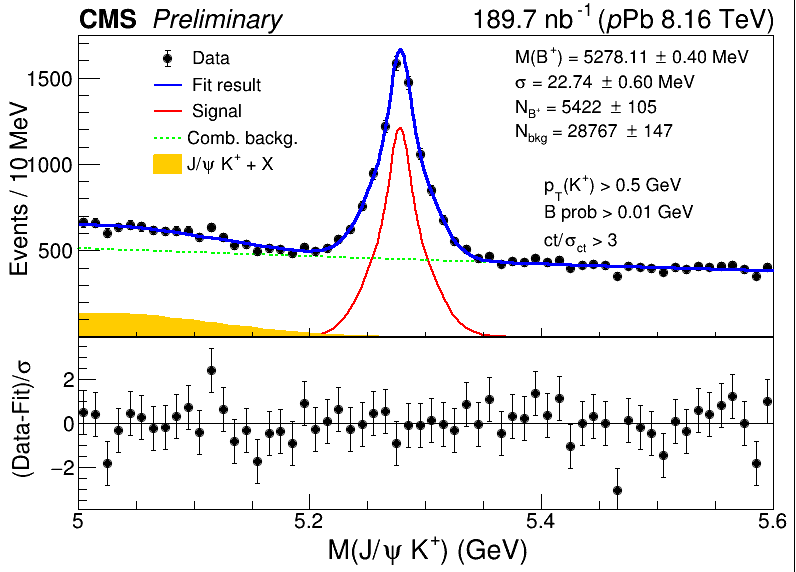 CMS Preliminary 189.7 nb⁻¹ (pPb 8.16 TeV)
Events / 10 MeV
1500
1000
500
Data
Fit result
Signal
Comb. backg.
J/ψ K⁺ + X
M(B⁺) = 5278.11 ± 0.40 MeV
σ = 22.74 ± 0.60 MeV
N_B⁺ = 5422 ± 105
N_bkg = 28767 ± 147
p_T(K⁺) > 0.5 GeV
B prob > 0.01 GeV
ct/σ_ct > 3
(Data-Fit)/σ
2
0
−2
5 5.2 5.4 5.6
M(J/ψ K⁺) (GeV)